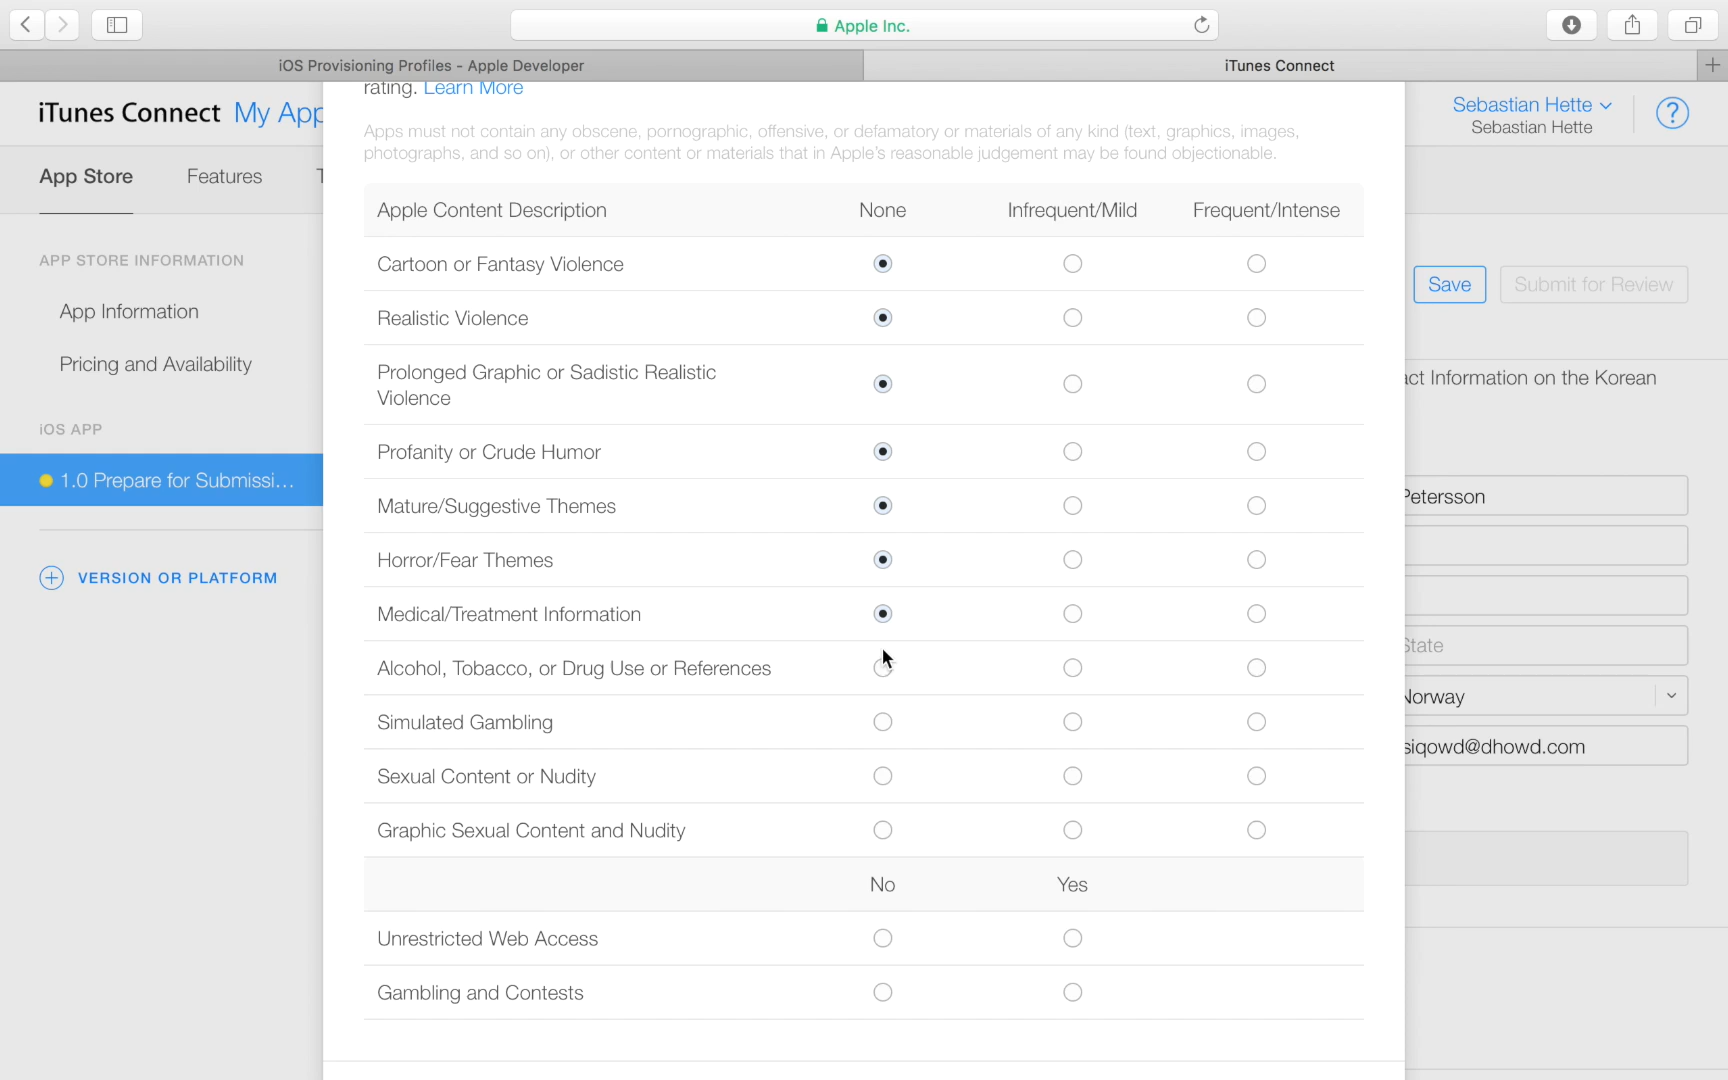 Apple Inc.
iOS Provisioning Profiles - Apple Developer
iTunes Connect
iTunes Connect My App
rating. Learn More
Sebastian Hette
Sebastian Hette
?
Apps must not contain any obscene, pornographic, offensive, or defamatory or materials of any kind (text, graphics, images,
photographs, and so on), or other content or materials that in Apple's reasonable judgement may be found objectionable.
App Store Features
Apple Content Description None Infrequent/Mild Frequent/Intense
APP STORE INFORMATION
Cartoon or Fantasy Violence
Save Submit for Review
App Information
Realistic Violence
Pricing and Availability
Prolonged Graphic or Sadistic Realistic
Violence
act Information on the Korean
iOS APP
Profanity or Crude Humor
1.0 Prepare for Submissi...
Mature/Suggestive Themes
Petersson
Horror/Fear Themes
VERSION OR PLATFORM
Medical/Treatment Information
State
Alcohol, Tobacco, or Drug Use or References
Norway
Simulated Gambling
siqowd@dhowd.com
Sexual Content or Nudity
Graphic Sexual Content and Nudity
No Yes
Unrestricted Web Access
Gambling and Contests